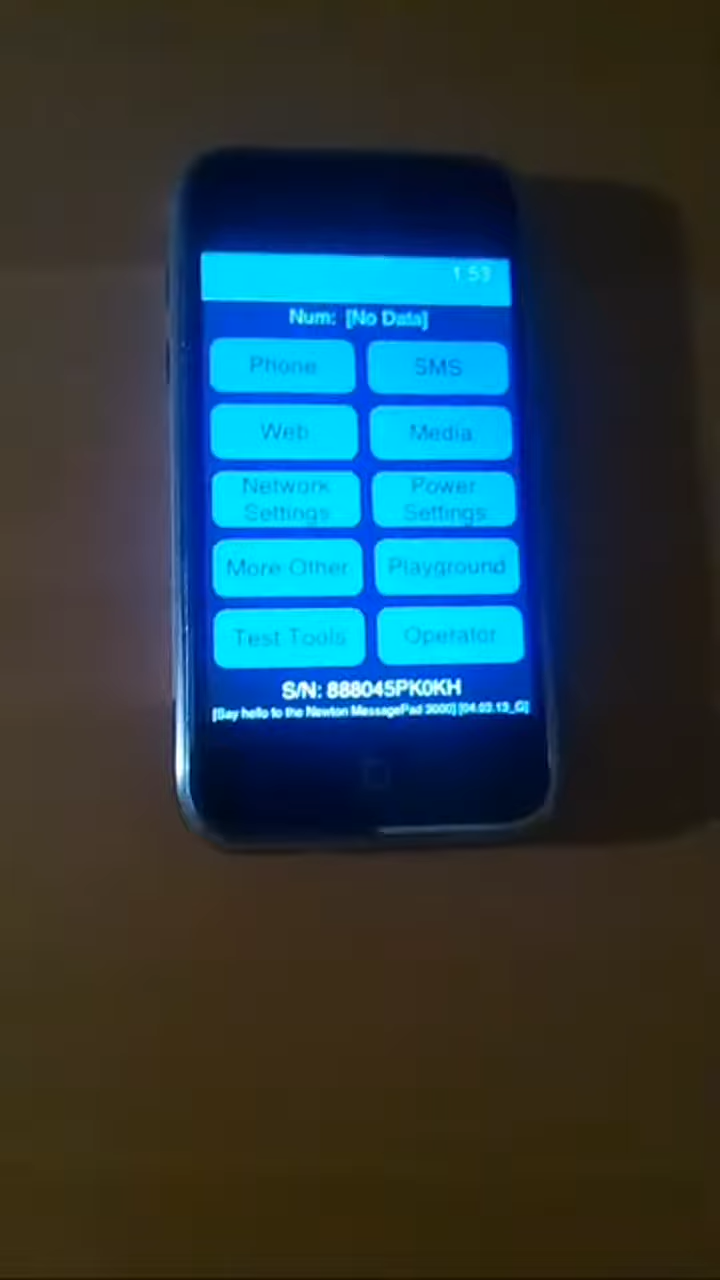 1:53
Num: [No Data]
Phone SMS
Web Media
Network Settings Power Settings
More Other Playground
Test Tools Operator
S/N: 888045PK0KH
[Say hello to the Newton MessagePad 3000] [04.03.13_G]